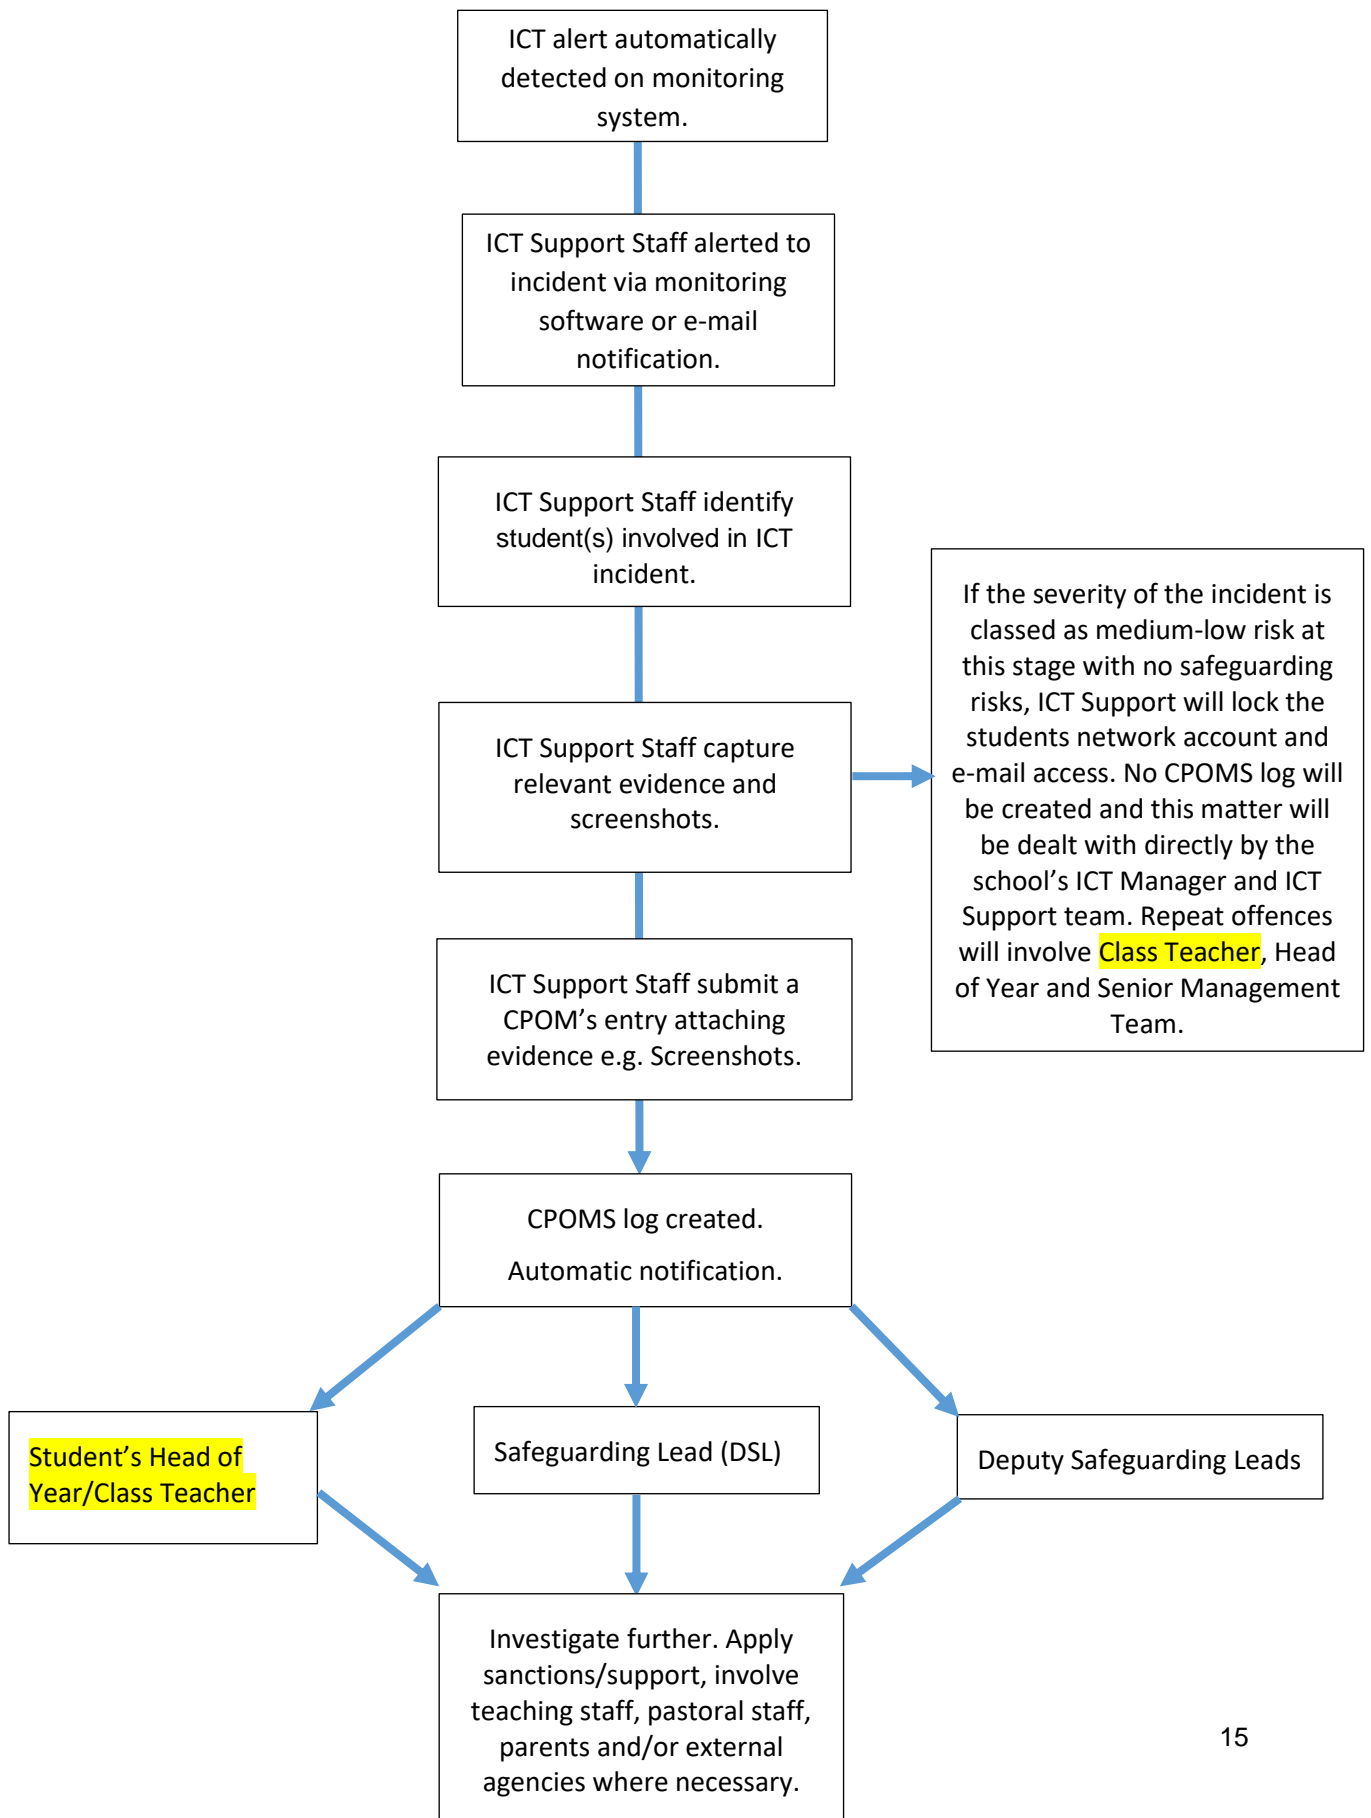 ICT alert automatically
detected on monitoring
system.
ICT Support Staff alerted to
incident via monitoring
software or e-mail
notification.
ICT Support Staff identify
student(s) involved in ICT
incident.
If the severity of the incident is
classed as medium-low risk at
this stage with no safeguarding
risks, ICT Support will lock the
students network account and
e-mail access. No CPOMS log will
be created and this matter will
be dealt with directly by the
school’s ICT Manager and ICT
Support team. Repeat offences
will involve Class Teacher, Head
of Year and Senior Management
Team.
ICT Support Staff capture
relevant evidence and
screenshots.
ICT Support Staff submit a
CPOM’s entry attaching
evidence e.g. Screenshots.
CPOMS log created.
Automatic notification.
Student’s Head of
Year/Class Teacher
Safeguarding Lead (DSL)
Deputy Safeguarding Leads
Investigate further. Apply
sanctions/support, involve
teaching staff, pastoral staff,
parents and/or external
agencies where necessary.
15